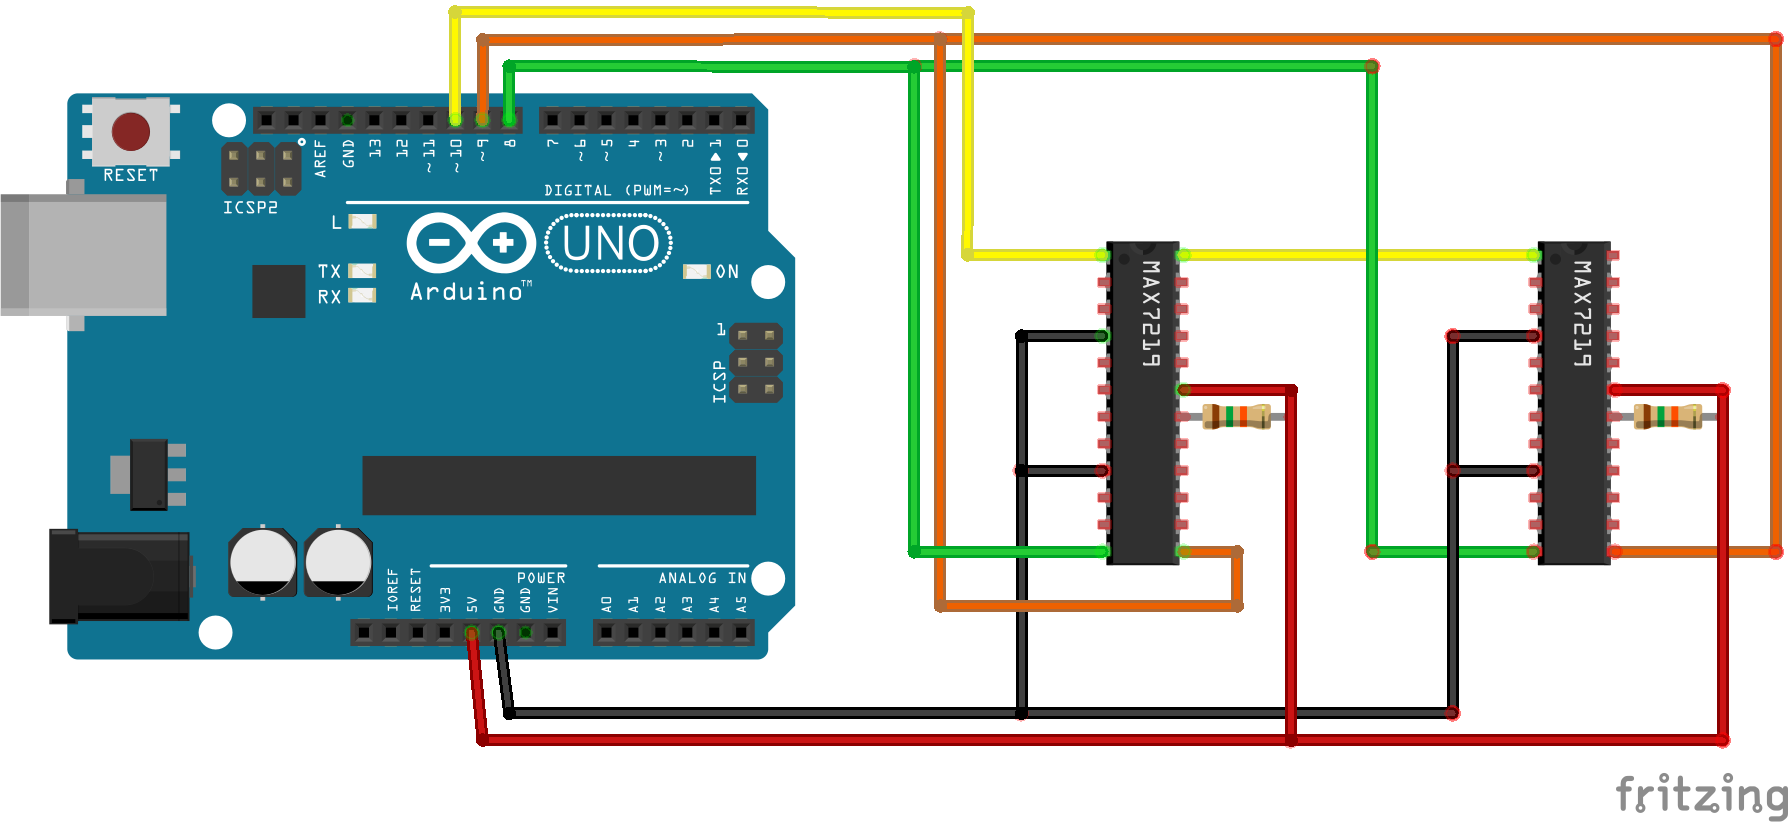 RESET
ICSP2
AREF
GND
13
12
~11
~10
~9
8
7
~6
~5
4
~3
2
TX0▶1
RX0◀0
DIGITAL (PWM=~)
L
TX
RX
UNO
Arduino™
ON
1
ICSP
MAX7219
MAX7219
IOREF
RESET
3V3
5V
GND
GND
VIN
POWER
ANALOG IN
A0
A1
A2
A3
A4
A5
fritzing